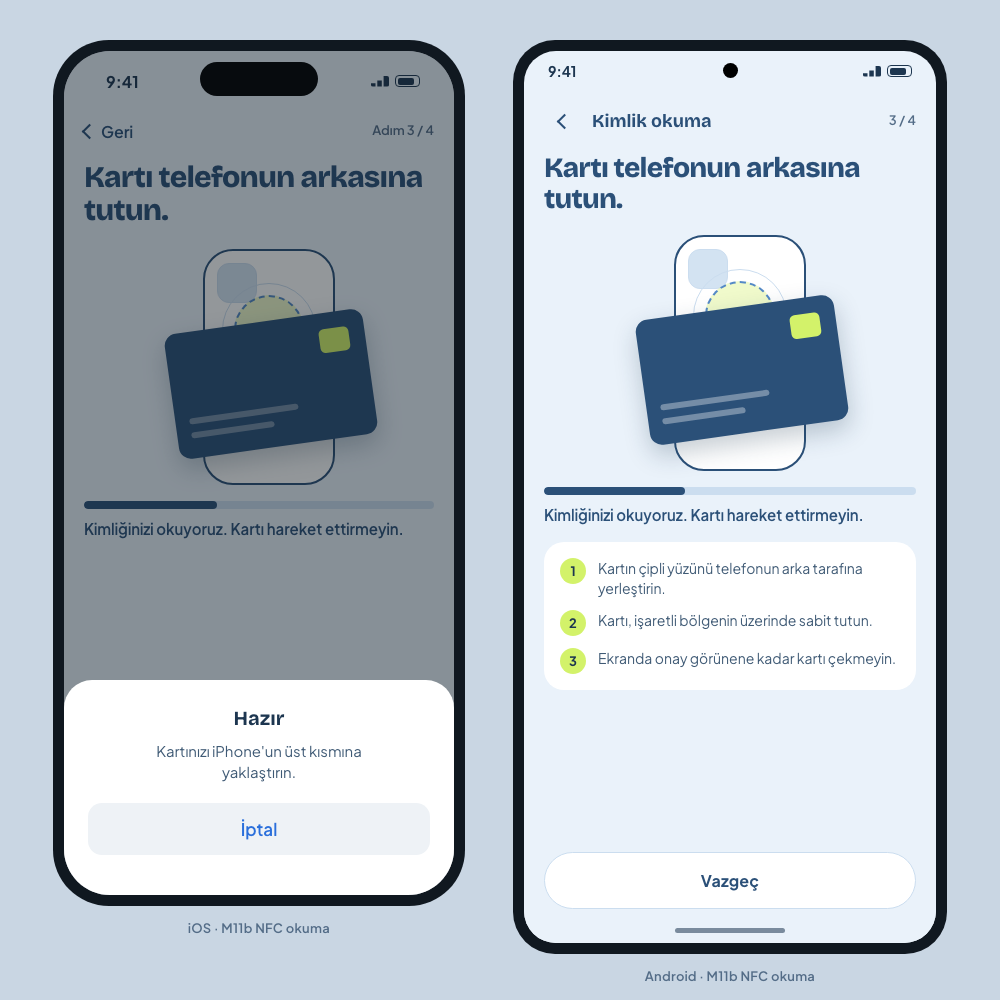 9:41
Geri
Adım 3 / 4
Kartı telefonun arkasına
tutun.
Kimliğinizi okuyoruz. Kartı hareket ettirmeyin.
Hazır
Kartınızı iPhone'un üst kısmına
yaklaştırın.
İptal
iOS · M11b NFC okuma
9:41
Kimlik okuma
3 / 4
Kartı telefonun arkasına
tutun.
Kimliğinizi okuyoruz. Kartı hareket ettirmeyin.
1 Kartın çipli yüzünü telefonun arka tarafına
yerleştirin.
2 Kartı, işaretli bölgenin üzerinde sabit tutun.
3 Ekranda onay görünene kadar kartı çekmeyin.
Vazgeç
Android · M11b NFC okuma